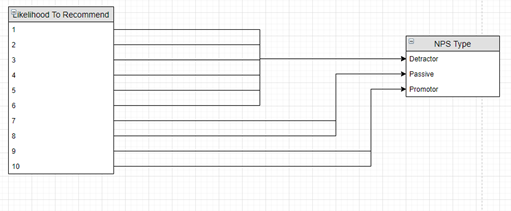 Likelihood To Recommend
1
2
3
4
5
6
7
8
9
10
NPS Type
Detractor
Passive
Promotor